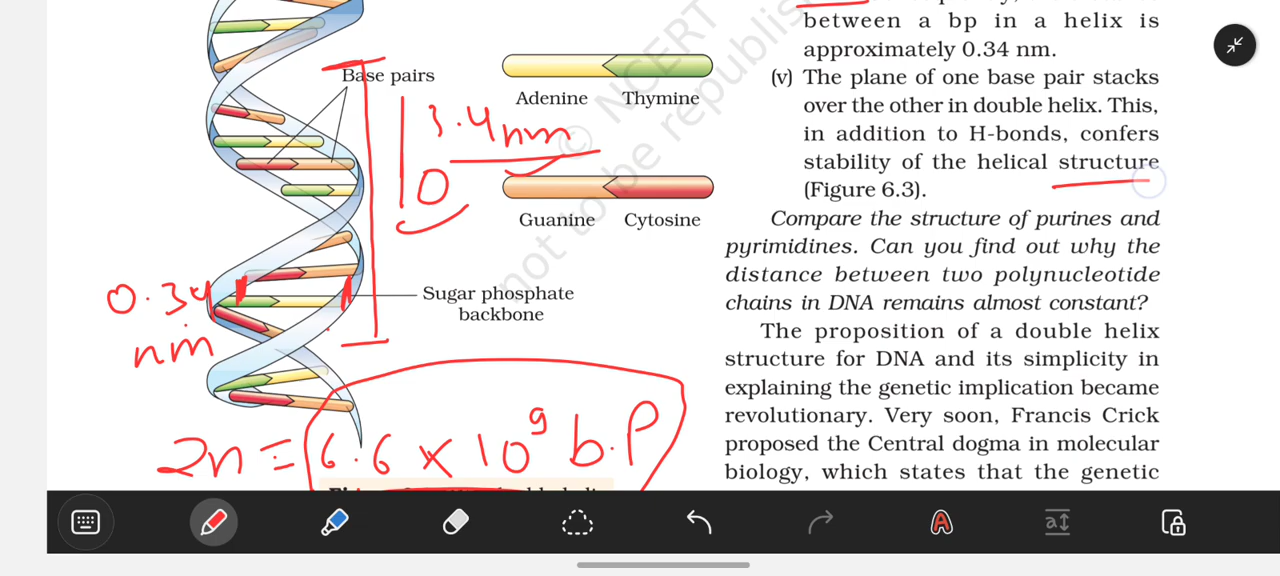 between a bp in a helix is
approximately 0.34 nm.
(v) The plane of one base pair stacks
over the other in double helix. This,
in addition to H-bonds, confers
stability of the helical structure
(Figure 6.3).
Compare the structure of purines and
pyrimidines. Can you find out why the
distance between two polynucleotide
chains in DNA remains almost constant?
The proposition of a double helix
structure for DNA and its simplicity in
explaining the genetic implication became
revolutionary. Very soon, Francis Crick
proposed the Central dogma in molecular
biology, which states that the genetic
Base pairs
3.4nm
10
Adenine Thymine
Guanine Cytosine
Sugar phosphate
backbone
0.34
nm
2n = 6.6 × 10⁹ b.P
© NCERT
not to be republis